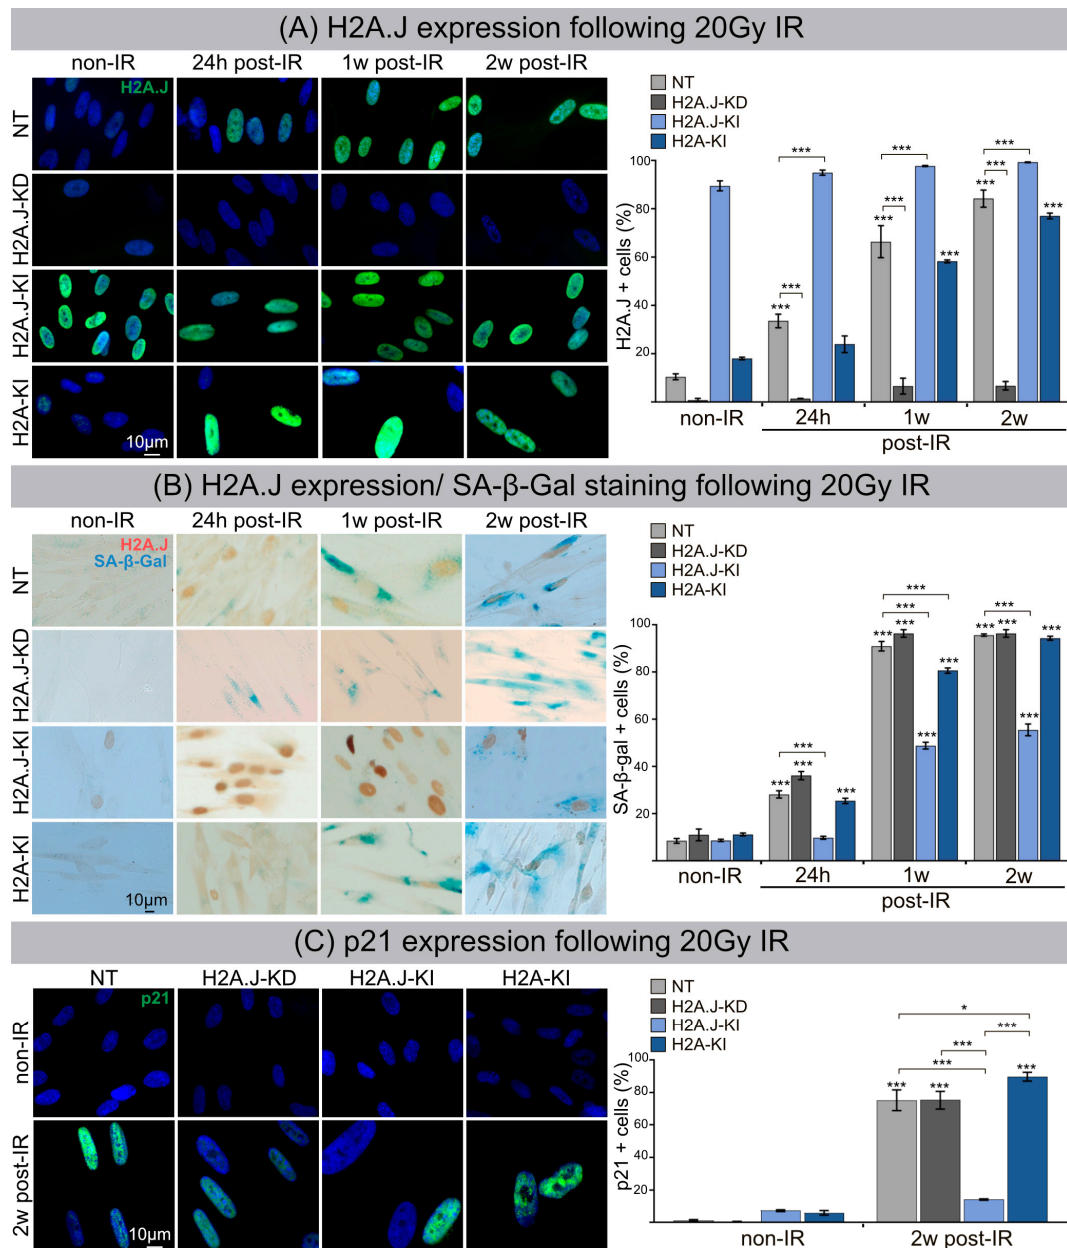 (A) H2A.J expression following 20Gy IR
non-IR 24h post-IR 1w post-IR 2w post-IR
H2A.J
NT
H2A.J-KD
H2A.J-KI
H2A-KI
10μm
NT
H2A.J-KD
H2A.J-KI
H2A-KI
H2A.J + cells (%)
100
80
60
40
20
*** *** ***
*** *** ***
*** *** *** *** ***
non-IR 24h 1w 2w
post-IR
(B) H2A.J expression/ SA-β-Gal staining following 20Gy IR
non-IR 24h post-IR 1w post-IR 2w post-IR
H2A.J
SA-β-Gal
NT
H2A.J-KD
H2A.J-KI
H2A-KI
10μm
NT
H2A.J-KD
H2A.J-KI
H2A-KI
SA-β-gal + cells (%)
100
80
60
40
20
*** *** *** ***
*** *** *** *** *** *** *** *** *** *** ***
non-IR 24h 1w 2w
post-IR
(C) p21 expression following 20Gy IR
NT H2A.J-KD H2A.J-KI H2A-KI
p21
non-IR
2w post-IR
10μm
NT
H2A.J-KD
H2A.J-KI
H2A-KI
p21 + cells (%)
100
80
60
40
20
*
***
***
***
*** *** ***
non-IR 2w post-IR